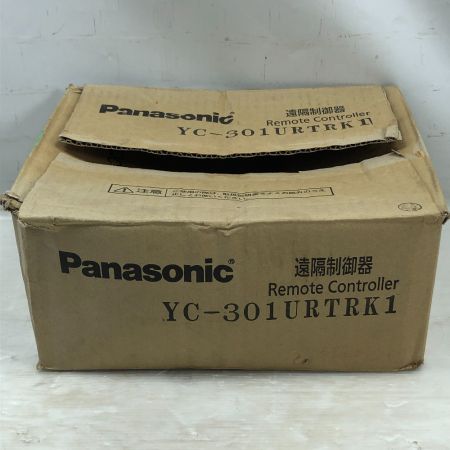 Panasonic®
遠隔制御器
Remote Controller
YC-301URTRK1
注意
Panasonic®
遠隔制御器
Remote Controller
YC-301URTRK1